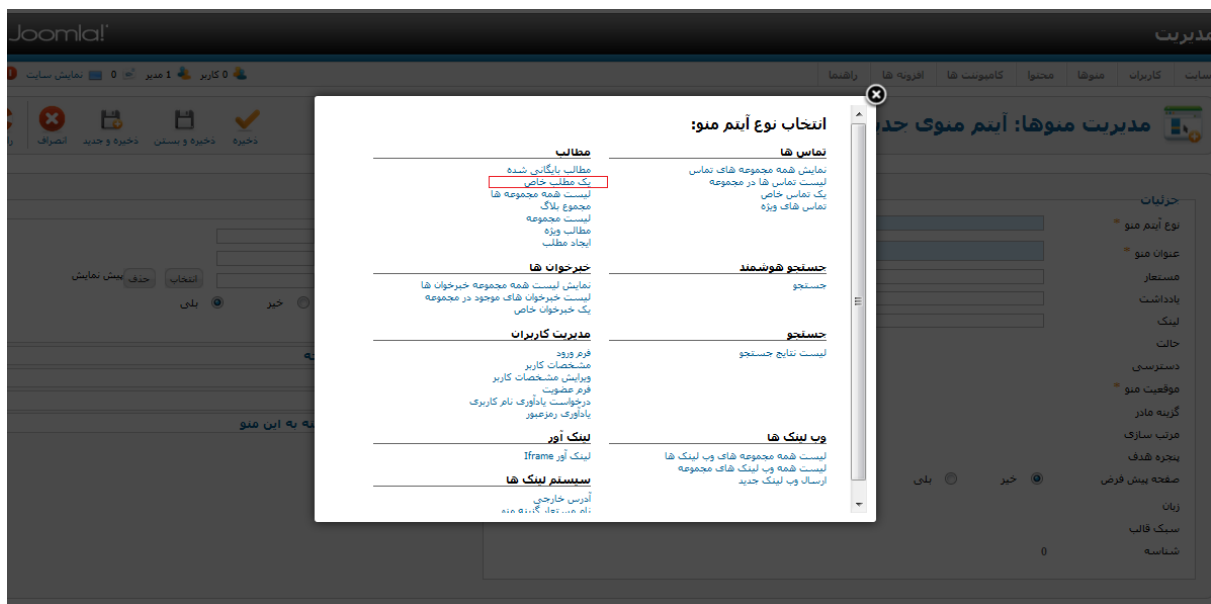 Joomla!
مدیریت
سایت کاربران منوها محتوا کامپوننت ها افزونه ها راهنما
0 کاربر 1 مدیر 0 نمایش سایت
مدیریت منوها: آیتم منوی
ذخیره ذخیره و بستن ذخیره و جدید انصراف
انتخاب نوع آیتم منو:
تماس ها
نمایش همه مجموعه های تماس
لیست تماس ها در مجموعه
یک تماس خاص
تماس های ویژه
مطالب
مطالب بایگانی شده
یک مطلب خاص
لیست همه مجموعه ها
مجموع بلاگ
لیست مجموعه
مطالب ویژه
ایجاد مطلب
جستجو هوشمند
جستجو
خبرخوان ها
نمایش لیست همه مجموعه خبرخوان ها
لیست خبرخوان های موجود در مجموعه
یک خبرخوان خاص
جستجو
لیست نتایج جستجو
مدیریت کاربران
فرم ورود
مشخصات کاربر
ویرایش مشخصات کاربر
فرم عضویت
درخواست یادآوری نام کاربری
یادآوری رمزعبور
وب لینک ها
لیست همه مجموعه های وب لینک ها
لیست همه وب لینک های مجموعه
ارسال وب لینک جدید
لینک آور
لینک آور Iframe
سیستم لینک ها
آدرس خارجی
نام مستعار گزینه منو
جزئیات
نوع آیتم منو *
عنوان منو *
مستعار
یادداشت
لینک
حالت
دسترسی
موقعیت منو *
گزینه مادر
مرتب سازی
پنجره هدف
صفحه پیش فرض خیر بلی
زبان
سبک قالب
شناسه 0
انتخاب حذف پیش نمایش
خیر بلی
به این منو